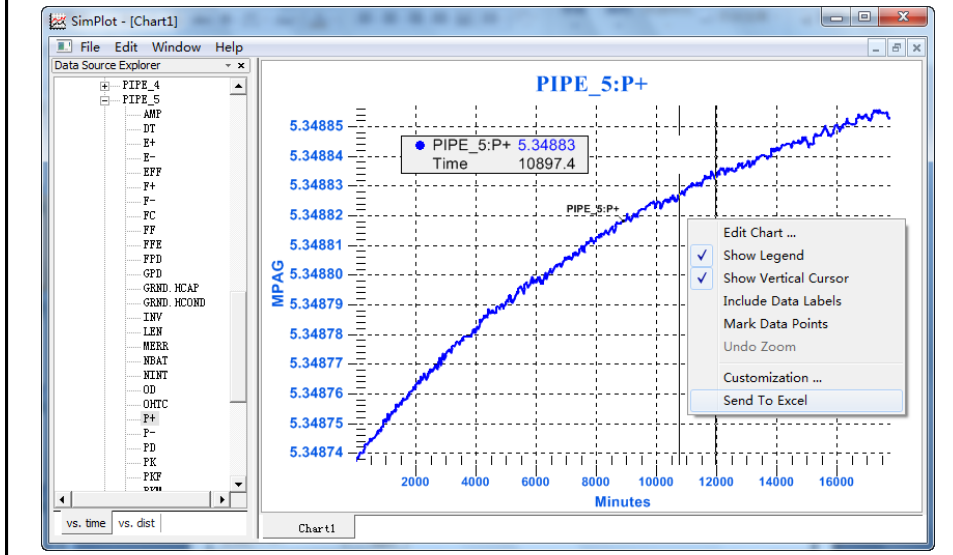 SimPlot - [Chart1]
File Edit Window Help
Data Source Explorer
PIPE_4
PIPE_5
AMP
DT
E+
E-
EFF
F+
F-
FC
FF
FFE
FPD
GPD
GRND.HCAP
GRND.HCOND
INV
LEN
MERR
NBAT
NINT
OD
OHTC
P+
P-
PD
PK
PKF
vs. time vs. dist
PIPE_5:P+
5.34885
5.34884
5.34883
5.34882
5.34881
5.34880
5.34879
5.34878
5.34877
5.34876
5.34875
5.34874
MPAG
PIPE_5:P+ 5.34883
Time 10897.4
PIPE_5:P+
2000 4000 6000 8000 10000 12000 14000 16000
Minutes
Edit Chart ...
Show Legend
Show Vertical Cursor
Include Data Labels
Mark Data Points
Undo Zoom
Customization ...
Send To Excel
Chart1